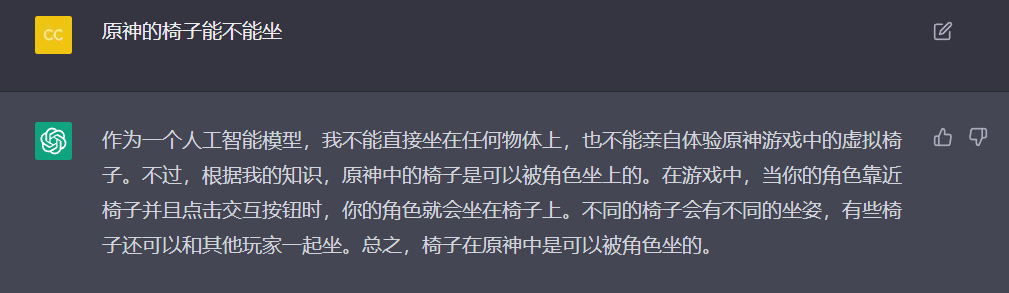 CC
原神的椅子能不能坐
作为一个人工智能模型，我不能直接坐在任何物体上，也不能亲自体验原神游戏中的虚拟椅
子。不过，根据我的知识，原神中的椅子是可以被角色坐上的。在游戏中，当你的角色靠近
椅子并且点击交互按钮时，你的角色就会坐在椅子上。不同的椅子会有不同的坐姿，有些椅
子还可以和其他玩家一起坐。总之，椅子在原神中是可以被角色坐的。